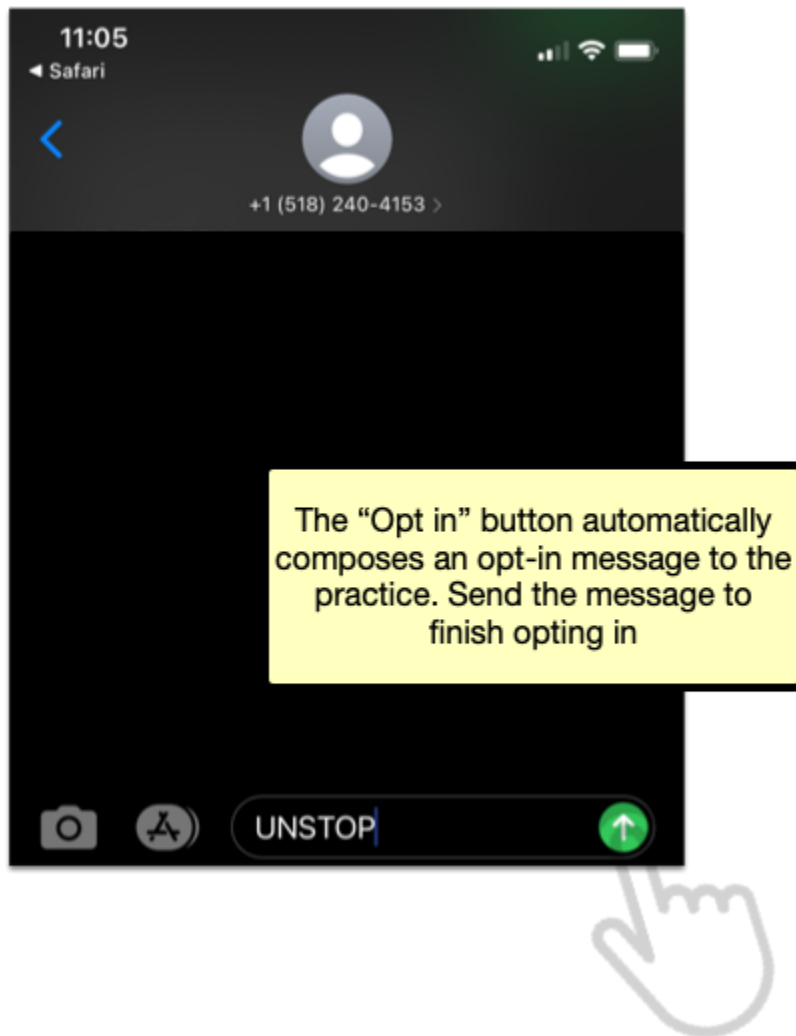 11:05
◀ Safari
+1 (518) 240-4153 >
The “Opt in” button automatically
composes an opt-in message to the
practice. Send the message to
finish opting in
UNSTOP